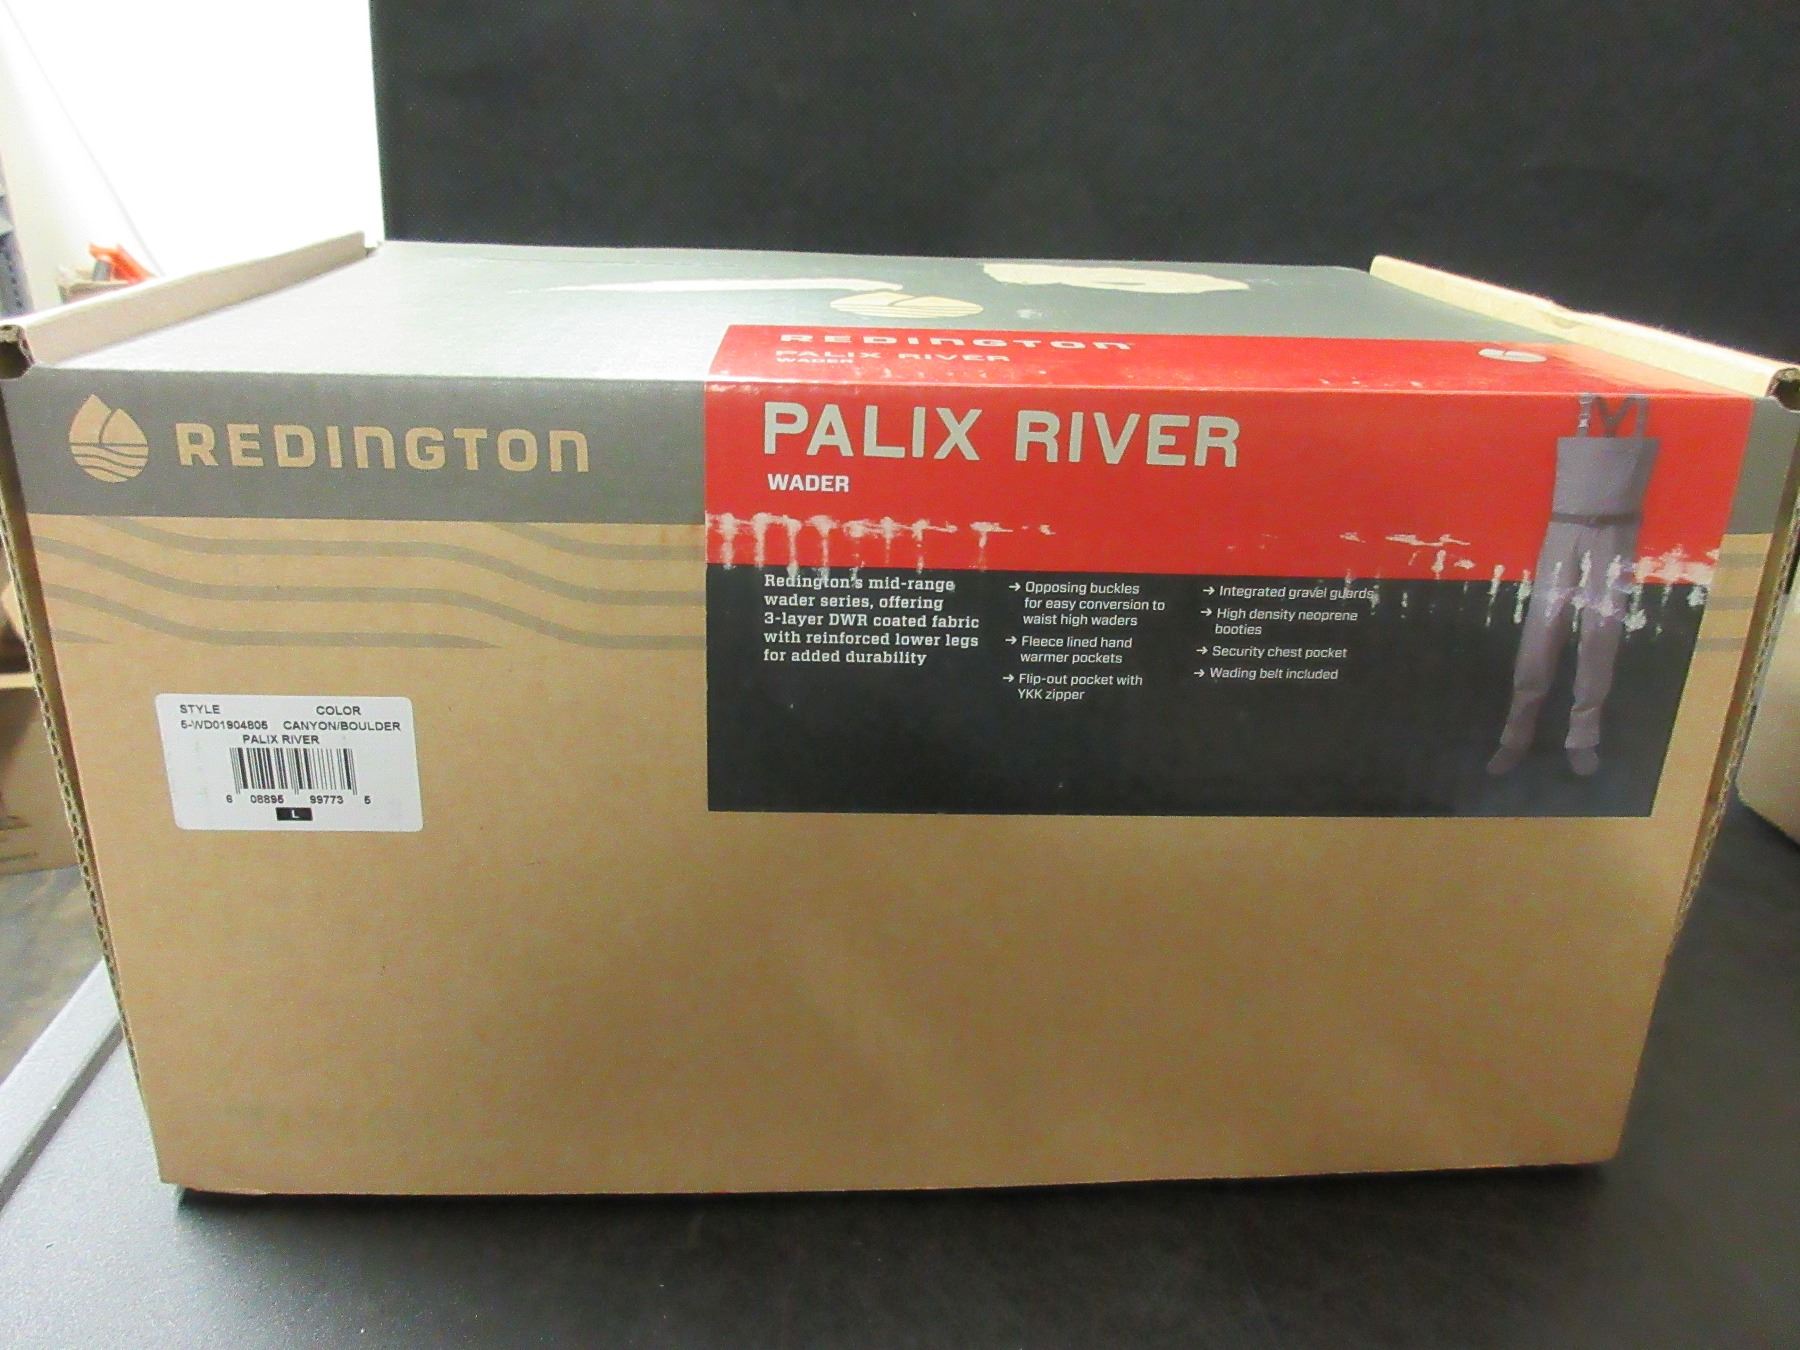 REDINGTON
PALIX RIVER
WADER
REDINGTON
PALIX RIVER
WADER
Redington's mid-range
wader series, offering
3-layer DWR coated fabric
with reinforced lower legs
for added durability
→ Opposing buckles
for easy conversion to
waist high waders
→ Fleece lined hand
warmer pockets
→ Flip-out pocket with
YKK zipper
→ Integrated gravel guards
→ High density neoprene
booties
→ Security chest pocket
→ Wading belt included
STYLE COLOR
5-WD01904805 CANYON/BOULDER
PALIX RIVER
6 08895 99773 5
L